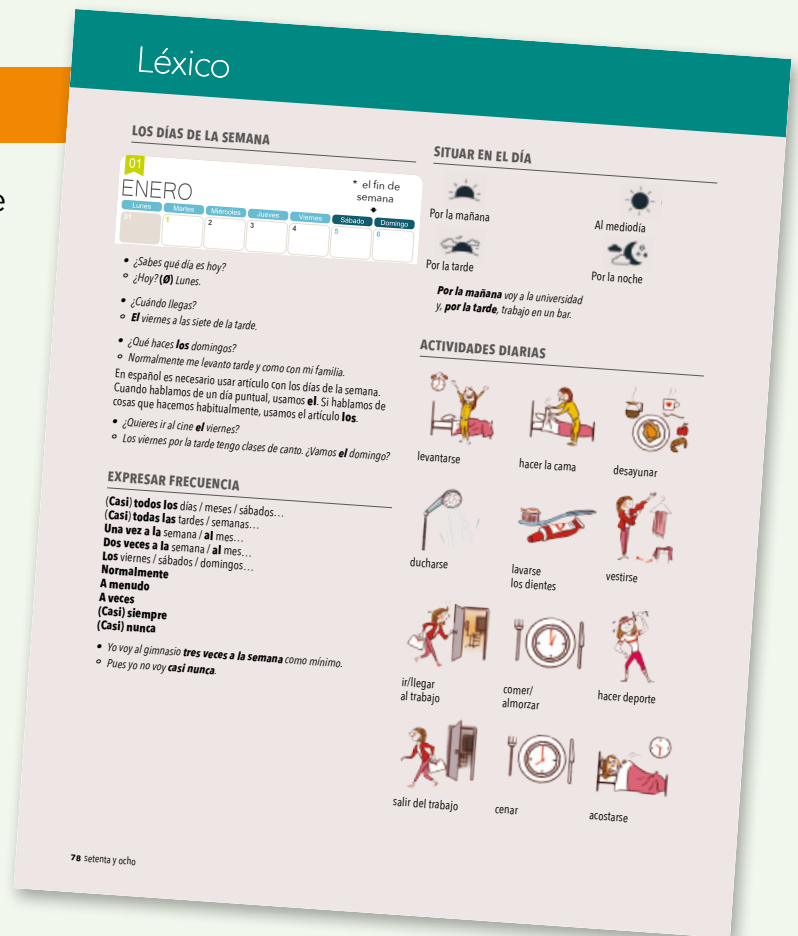 e
Léxico
LOS DÍAS DE LA SEMANA
01
ENERO
* el fin de
semana
Lunes Martes Miércoles Jueves Viernes Sábado Domingo
31 1 2 3 4 5 6
• ¿Sabes qué día es hoy?
○ ¿Hoy? (Ø) Lunes.
• ¿Cuándo llegas?
○ El viernes a las siete de la tarde.
• ¿Qué haces los domingos?
○ Normalmente me levanto tarde y como con mi familia.
En español es necesario usar artículo con los días de la semana.
Cuando hablamos de un día puntual, usamos el. Si hablamos de
cosas que hacemos habitualmente, usamos el artículo los.
• ¿Quieres ir al cine el viernes?
○ Los viernes por la tarde tengo clases de canto. ¿Vamos el domingo?
EXPRESAR FRECUENCIA
(Casi) todos los días / meses / sábados…
(Casi) todas las tardes / semanas…
Una vez a la semana / al mes…
Dos veces a la semana / al mes…
Los viernes / sábados / domingos…
Normalmente
A menudo
A veces
(Casi) siempre
(Casi) nunca
• Yo voy al gimnasio tres veces a la semana como mínimo.
○ Pues yo no voy casi nunca.
SITUAR EN EL DÍA
Por la mañana
Al mediodía
Por la tarde
Por la noche
Por la mañana voy a la universidad
y, por la tarde, trabajo en un bar.
ACTIVIDADES DIARIAS
levantarse
hacer la cama
desayunar
ducharse
lavarse
los dientes
vestirse
ir/llegar
al trabajo
comer/
almorzar
hacer deporte
salir del trabajo
cenar
acostarse
78 setenta y ocho